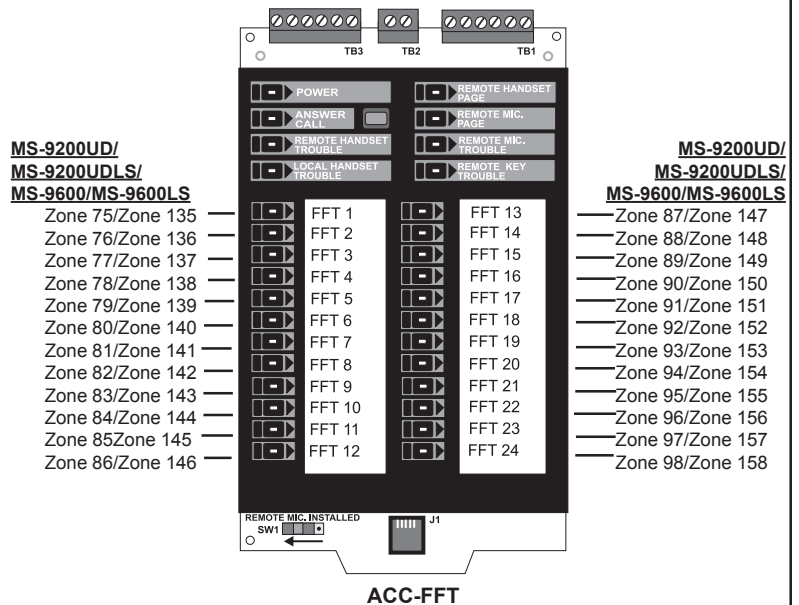 TB3
TB2
TB1
POWER
ANSWER
CALL
REMOTE HANDSET
TROUBLE
LOCAL HANDSET
TROUBLE
REMOTE HANDSET
PAGE
REMOTE MIC.
PAGE
REMOTE MIC.
TROUBLE
REMOTE KEY
TROUBLE
MS-9200UD/
MS-9200UDLS/
MS-9600/MS-9600LS
Zone 75/Zone 135
Zone 76/Zone 136
Zone 77/Zone 137
Zone 78/Zone 138
Zone 79/Zone 139
Zone 80/Zone 140
Zone 81/Zone 141
Zone 82/Zone 142
Zone 83/Zone 143
Zone 84/Zone 144
Zone 85Zone 145
Zone 86/Zone 146
FFT 1
FFT 2
FFT 3
FFT 4
FFT 5
FFT 6
FFT 7
FFT 8
FFT 9
FFT 10
FFT 11
FFT 12
FFT 13
FFT 14
FFT 15
FFT 16
FFT 17
FFT 18
FFT 19
FFT 20
FFT 21
FFT 22
FFT 23
FFT 24
MS-9200UD/
MS-9200UDLS/
MS-9600/MS-9600LS
Zone 87/Zone 147
Zone 88/Zone 148
Zone 89/Zone 149
Zone 90/Zone 150
Zone 91/Zone 151
Zone 92/Zone 152
Zone 93/Zone 153
Zone 94/Zone 154
Zone 95/Zone 155
Zone 96/Zone 156
Zone 97/Zone 157
Zone 98/Zone 158
REMOTE MIC. INSTALLED
SW1
J1
ACC-FFT